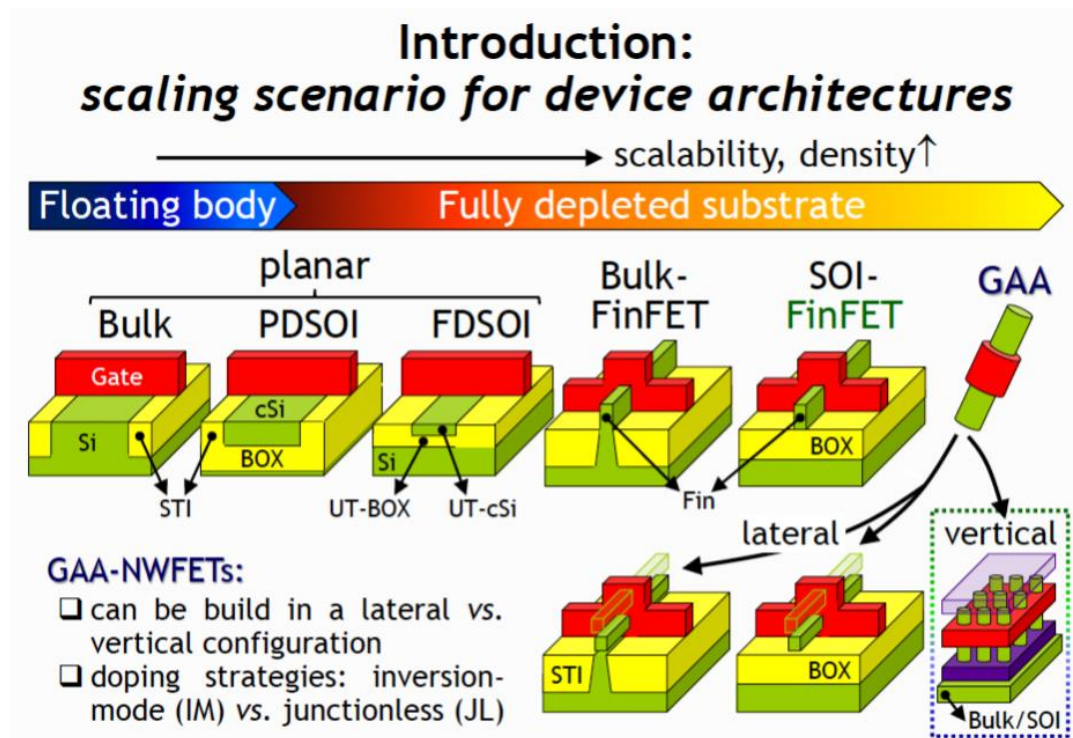 Introduction:
scaling scenario for device architectures
scalability, density↑
Floating body
Fully depleted substrate
planar
Bulk
PDSOI
FDSOI
Bulk-
FinFET
SOI-
FinFET
GAA
Gate
Si
cSi
BOX
Si
BOX
STI
UT-BOX
UT-cSi
Fin
lateral
vertical
GAA-NWFETs:
❑ can be build in a lateral vs.
vertical configuration
❑ doping strategies: inversion-
mode (IM) vs. junctionless (JL)
STI
BOX
Bulk/SOI